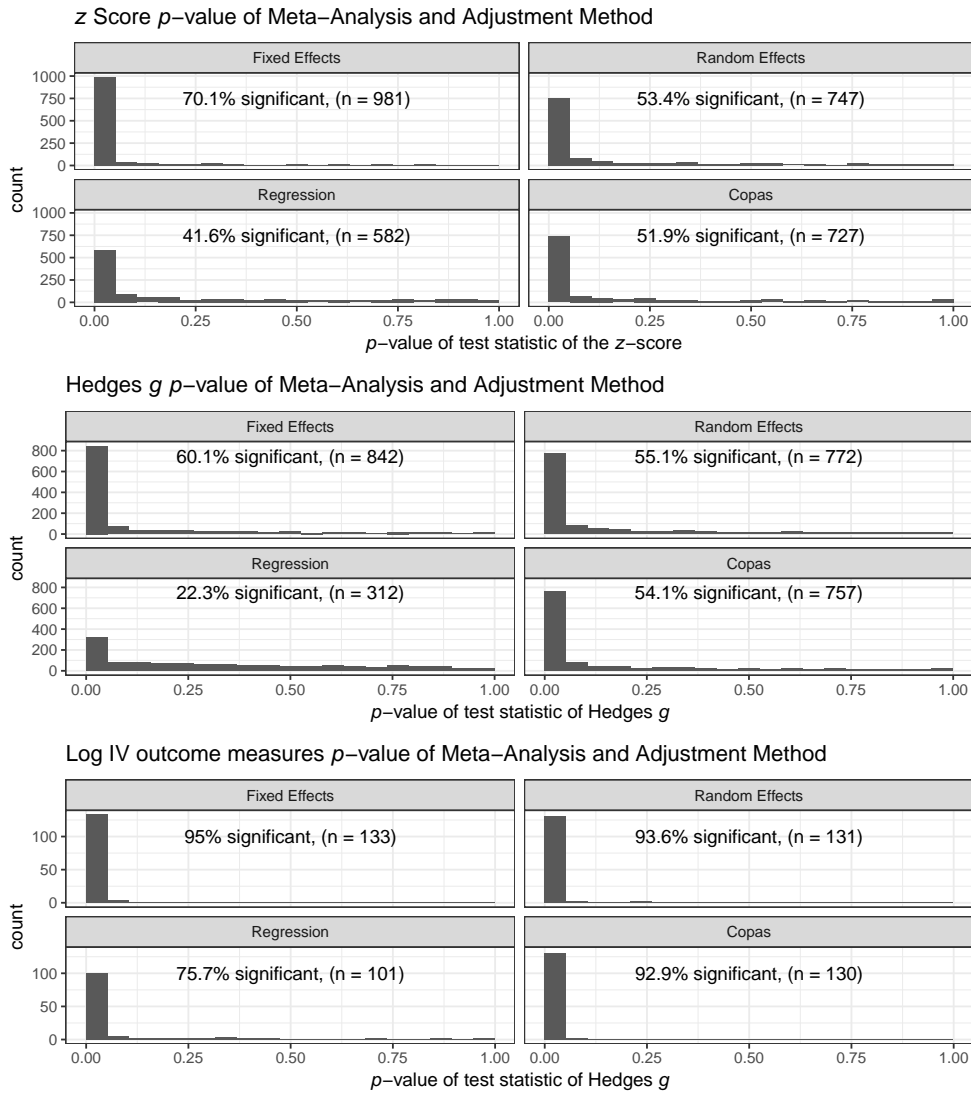 z Score p−value of Meta−Analysis and Adjustment Method
Fixed Effects
Random Effects
70.1% significant, (n = 981)
53.4% significant, (n = 747)
1000
750
500
250
0
Regression
Copas
41.6% significant, (n = 582)
51.9% significant, (n = 727)
1000
750
500
250
0
count
0.00 0.25 0.50 0.75 1.00
0.00 0.25 0.50 0.75 1.00
p−value of test statistic of the z−score
Hedges g p−value of Meta−Analysis and Adjustment Method
Fixed Effects
Random Effects
60.1% significant, (n = 842)
55.1% significant, (n = 772)
800
600
400
200
0
Regression
Copas
22.3% significant, (n = 312)
54.1% significant, (n = 757)
800
600
400
200
0
count
0.00 0.25 0.50 0.75 1.00
0.00 0.25 0.50 0.75 1.00
p−value of test statistic of Hedges g
Log IV outcome measures p−value of Meta−Analysis and Adjustment Method
Fixed Effects
Random Effects
95% significant, (n = 133)
93.6% significant, (n = 131)
100
50
0
Regression
Copas
75.7% significant, (n = 101)
92.9% significant, (n = 130)
100
50
0
count
0.00 0.25 0.50 0.75 1.00
0.00 0.25 0.50 0.75 1.00
p−value of test statistic of Hedges g